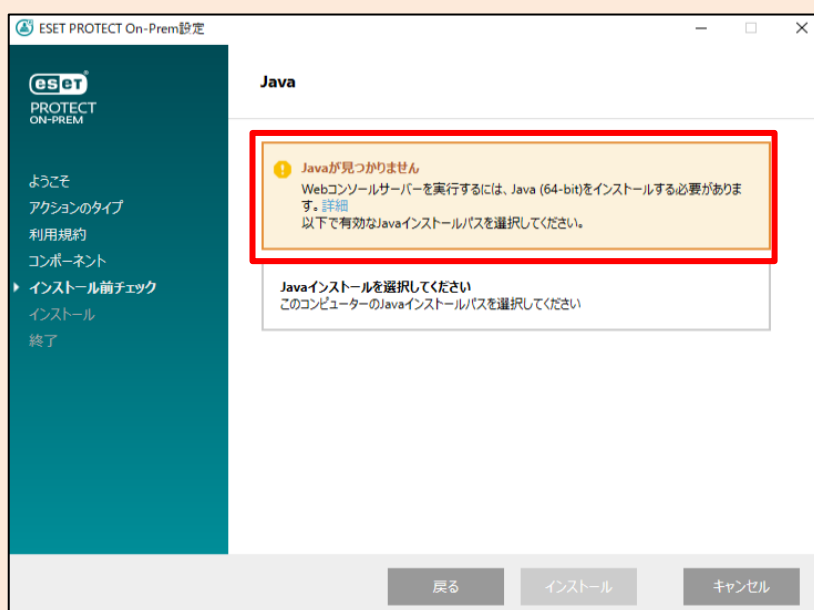 ESET PROTECT On-Prem設定
eset
PROTECT
ON-PREM
ようこそ
アクションのタイプ
利用規約
コンポーネント
インストール前チェック
インストール
終了
Java
Javaが見つかりません
Webコンソールサーバーを実行するには、Java (64-bit)をインストールする必要がありま
す。詳細
以下で有効なJavaインストールパスを選択してください。
Javaインストールを選択してください
このコンピューターのJavaインストールパスを選択してください
戻る
インストール
キャンセル